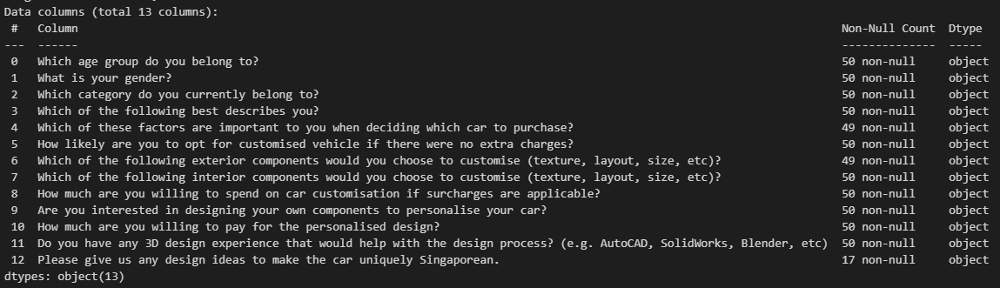 Data columns (total 13 columns):
 #   Column                                                                                                                  Non-Null Count  Dtype
---  ------                                                                                                                  --------------  -----
 0   Which age group do you belong to?                                                                                       50 non-null     object
 1   What is your gender?                                                                                                    50 non-null     object
 2   Which category do you currently belong to?                                                                              50 non-null     object
 3   Which of the following best describes you?                                                                              50 non-null     object
 4   Which of these factors are important to you when deciding which car to purchase?                                        49 non-null     object
 5   How likely are you to opt for customised vehicle if there were no extra charges?                                        50 non-null     object
 6   Which of the following exterior components would you choose to customise (texture, layout, size, etc)?                  49 non-null     object
 7   Which of the following interior components would you choose to customise (texture, layout, size, etc)?                  50 non-null     object
 8   How much are you willing to spend on car customisation if surcharges are applicable?                                    50 non-null     object
 9   Are you interested in designing your own components to personalise your car?                                            50 non-null     object
 10  How much are you willing to pay for the personalised design?                                                            50 non-null     object
 11  Do you have any 3D design experience that would help with the design process? (e.g. AutoCAD, SolidWorks, Blender, etc)  50 non-null     object
 12  Please give us any design ideas to make the car uniquely Singaporean.                                                   17 non-null     object
dtypes: object(13)